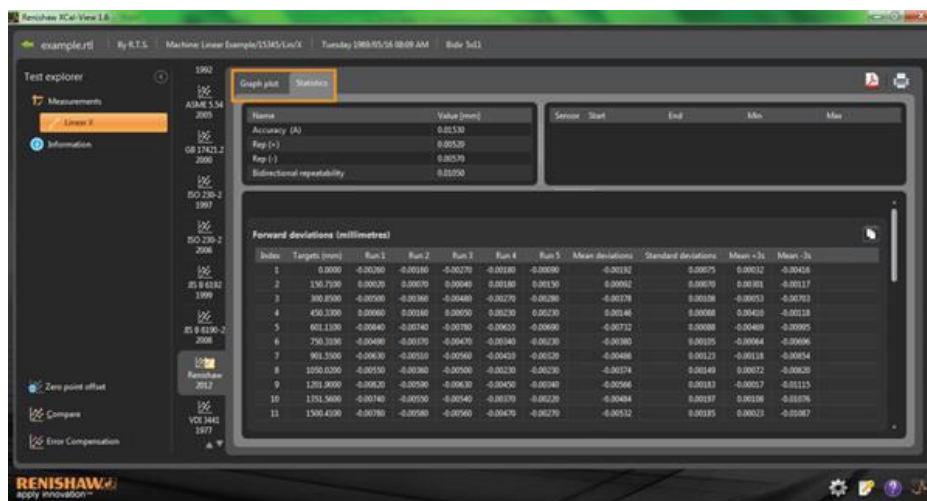 Renishaw XCal-View 1.8
example.rtl By R.T.S. Machine: Linear Example/15345/Lin/X Tuesday 1989/05/16 08:09 AM Bidir 5x11
Test explorer
Measurements
Linear X
Information
Zero point offset
Compare
Error Compensation
1992
ASME 5.54
2005
GB 17421.2
2000
ISO 230-2
1997
ISO 230-2
2006
JIS B 6192
1999
JIS B 6190-2
2008
Renishaw
2012
VDI 3441
1977
Graph plot Statistics
Name Value [mm]
Accuracy (A) 0.01530
Rep (+) 0.00520
Rep (-) 0.00570
Bidirectional repeatability 0.01050
Sensor Start End Min Max
Forward deviations (millimetres)
Index Targets (mm) Run 1 Run 2 Run 3 Run 4 Run 5 Mean deviations Standard deviations Mean +3s Mean -3s
1 0.0000 -0.00260 -0.00160 -0.00270 -0.00180 -0.00090 -0.00192 0.00075 0.00032 -0.00416
2 150.7100 0.00020 0.00070 0.00040 0.00180 0.00150 0.00092 0.00070 0.00301 -0.00117
3 300.8500 -0.00500 -0.00360 -0.00480 -0.00270 -0.00280 -0.00378 0.00108 -0.00053 -0.00703
4 450.3300 0.00060 0.00160 0.00050 0.00230 0.00230 0.00146 0.00088 0.00410 -0.00118
5 601.1100 -0.00840 -0.00740 -0.00780 -0.00610 -0.00690 -0.00732 0.00088 -0.00469 -0.00995
6 750.3100 -0.00490 -0.00370 -0.00470 -0.00340 -0.00230 -0.00380 0.00105 -0.00064 -0.00696
7 901.5500 -0.00630 -0.00510 -0.00560 -0.00410 -0.00320 -0.00486 0.00123 -0.00118 -0.00854
8 1050.0200 -0.00550 -0.00360 -0.00500 -0.00230 -0.00230 -0.00374 0.00149 0.00072 -0.00820
9 1201.9000 -0.00820 -0.00590 -0.00630 -0.00450 -0.00340 -0.00566 0.00183 -0.00017 -0.01115
10 1351.5600 -0.00740 -0.00550 -0.00540 -0.00370 -0.00220 -0.00484 0.00197 0.00108 -0.01076
11 1500.4100 -0.00780 -0.00580 -0.00560 -0.00470 -0.00270 -0.00532 0.00185 0.00023 -0.01087
RENISHAW
apply innovation™